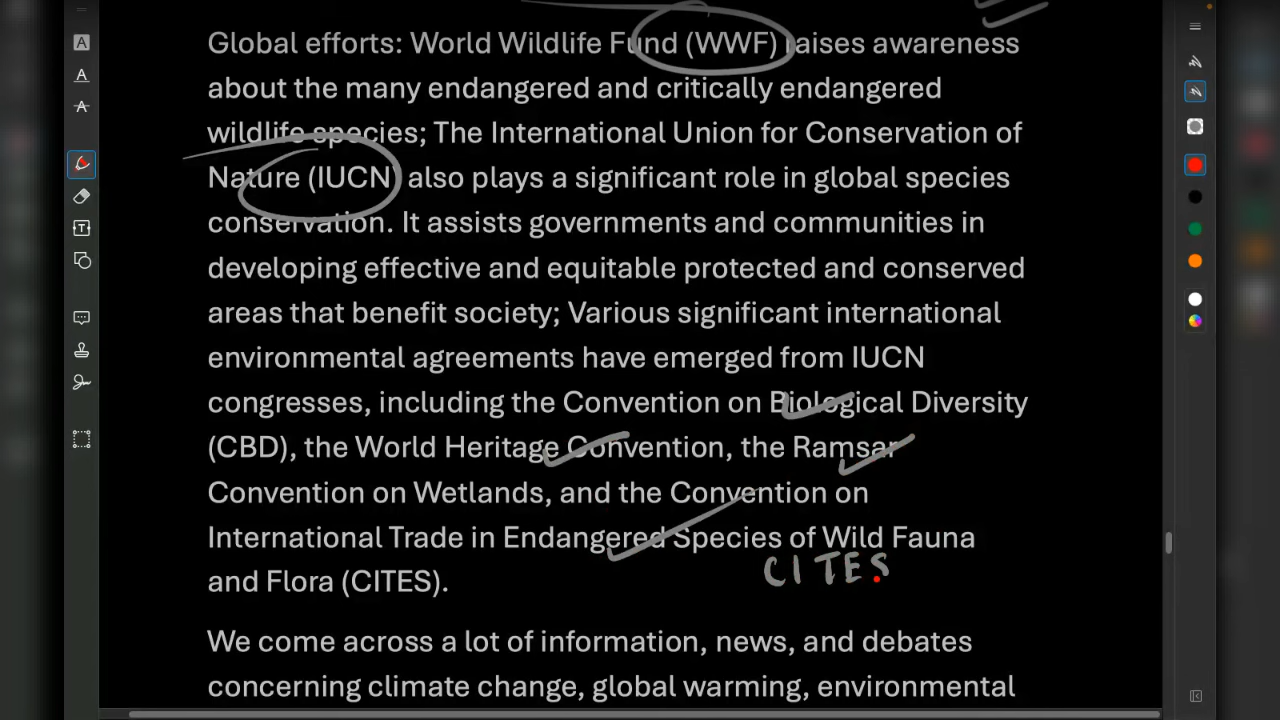 Global efforts: World Wildlife Fund (WWF) raises awareness
about the many endangered and critically endangered
wildlife species; The International Union for Conservation of
Nature (IUCN) also plays a significant role in global species
conservation. It assists governments and communities in
developing effective and equitable protected and conserved
areas that benefit society; Various significant international
environmental agreements have emerged from IUCN
congresses, including the Convention on Biological Diversity
(CBD), the World Heritage Convention, the Ramsar
Convention on Wetlands, and the Convention on
International Trade in Endangered Species of Wild Fauna
CITES
and Flora (CITES).
We come across a lot of information, news, and debates
concerning climate change, global warming, environmental